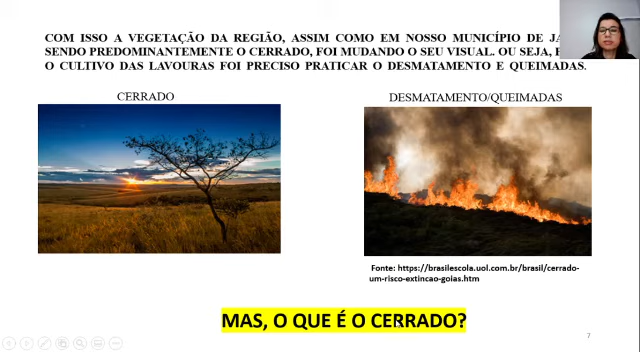 COM ISSO A VEGETAÇÃO DA REGIÃO, ASSIM COMO EM NOSSO MUNICÍPIO DE
SENDO PREDOMINANTEMENTE O CERRADO, FOI MUDANDO O SEU VISUAL. OU SEJA,
O CULTIVO DAS LAVOURAS FOI PRECISO PRATICAR O DESMATAMENTO E QUEIMADAS.
CERRADO
DESMATAMENTO/QUEIMADAS
Fonte: https://brasilescola.uol.com.br/brasil/cerrado-
um-risco-extincao-goias.htm
MAS, O QUE É O CERRADO?
7